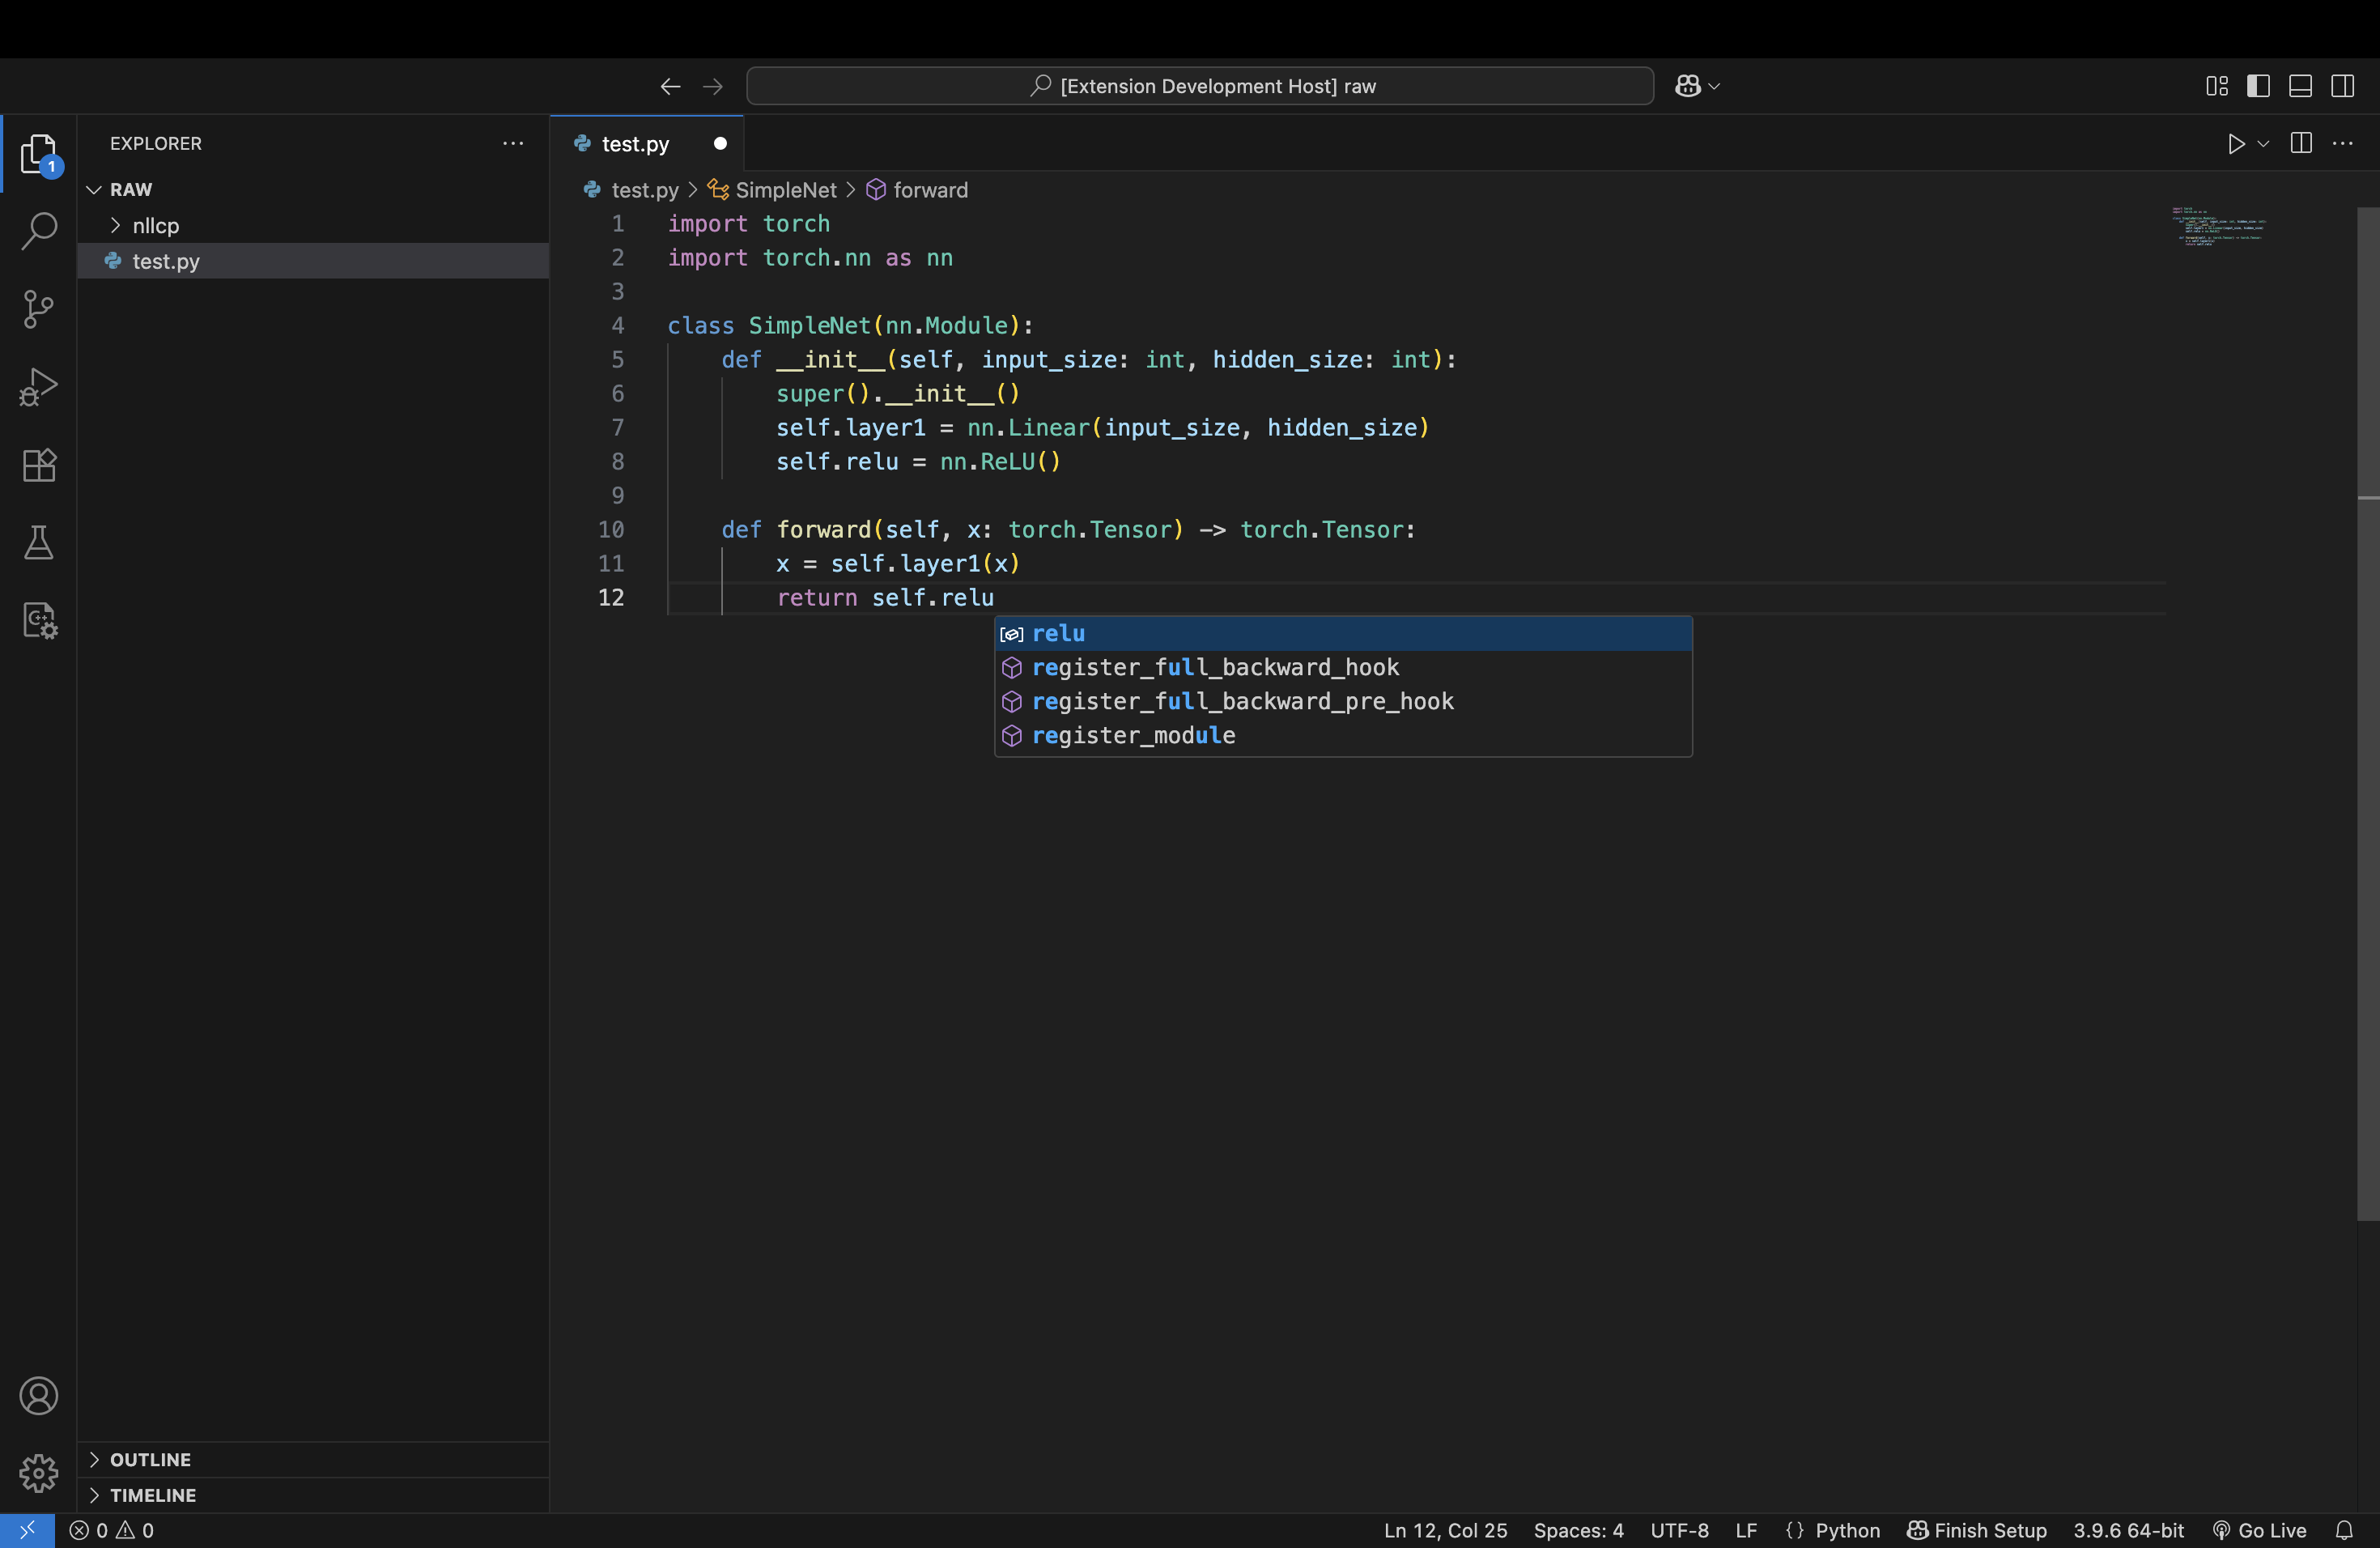 [Extension Development Host] raw
EXPLORER
1
RAW
nllcp
test.py
OUTLINE
TIMELINE
test.py
test.py > SimpleNet > forward
1 import torch
2 import torch.nn as nn
3
4 class SimpleNet(nn.Module):
5 def __init__(self, input_size: int, hidden_size: int):
6 super().__init__()
7 self.layer1 = nn.Linear(input_size, hidden_size)
8 self.relu = nn.ReLU()
9
10 def forward(self, x: torch.Tensor) -> torch.Tensor:
11 x = self.layer1(x)
12 return self.relu
relu
register_full_backward_hook
register_full_backward_pre_hook
register_module
0 0 Ln 12, Col 25 Spaces: 4 UTF-8 LF {} Python Finish Setup 3.9.6 64-bit Go Live